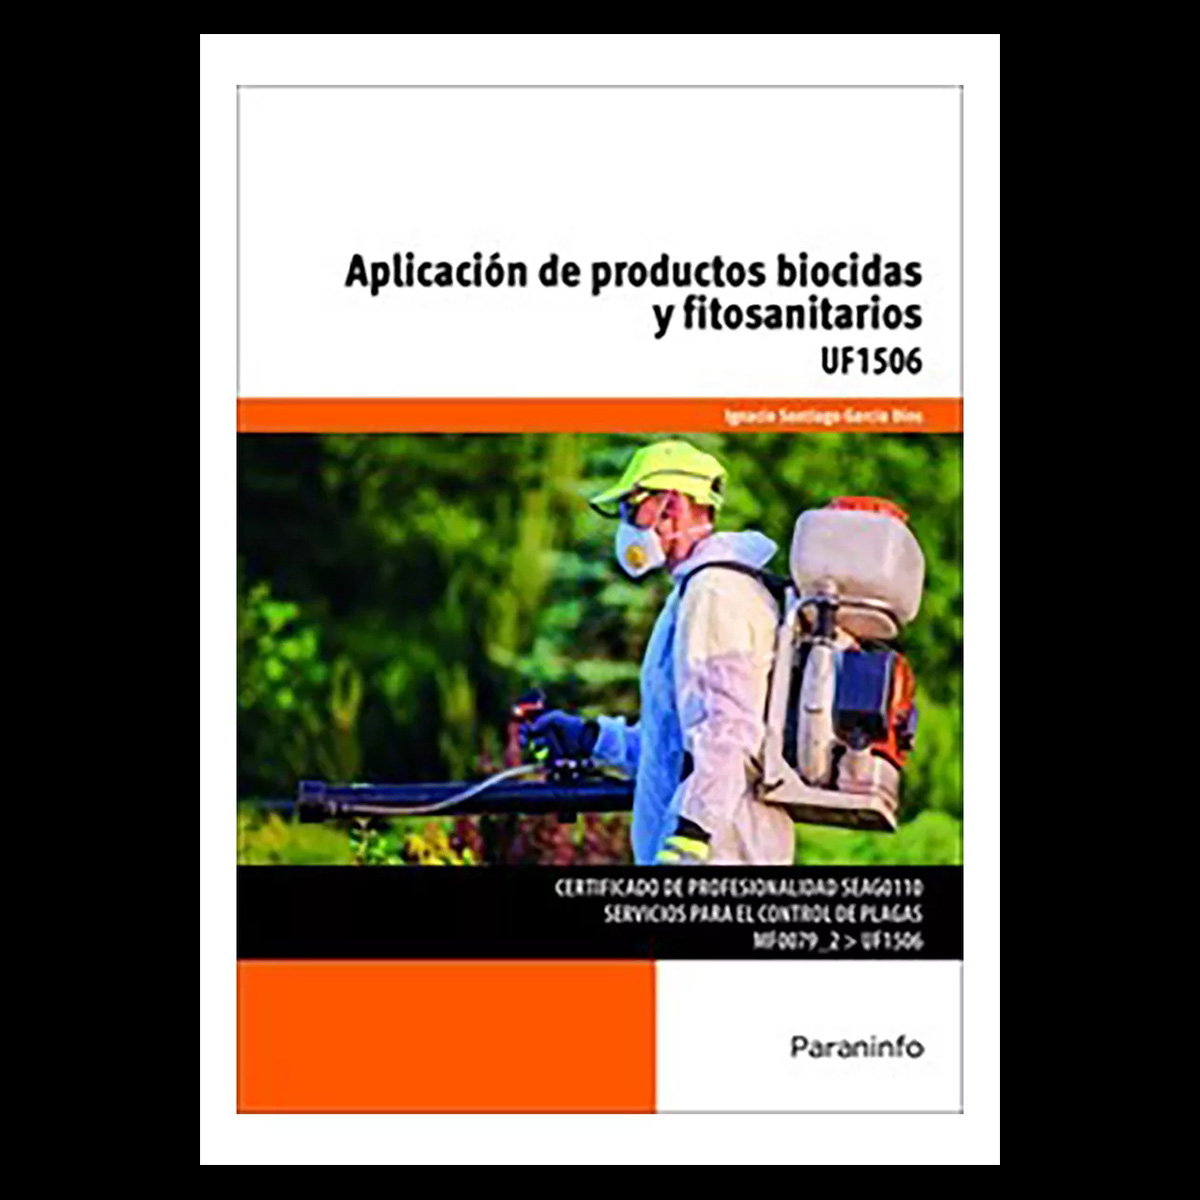 Aplicación de productos biocidas
y fitosanitarios
UF1506
Ignacio Santiago García Dios
CERTIFICADO DE PROFESIONALIDAD SEAG0110
SERVICIOS PARA EL CONTROL DE PLAGAS
MF0079_2 > UF1506
Paraninfo